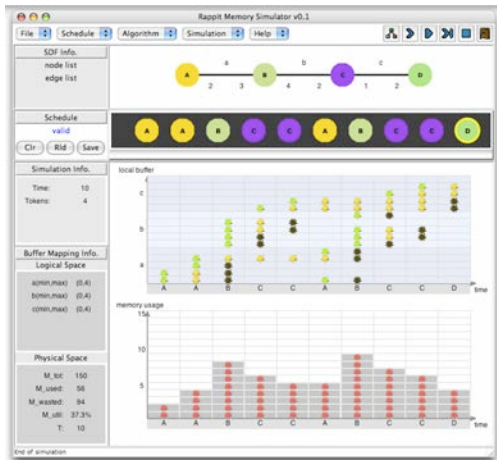 Rappit Memory Simulator v0.1
File Schedule Algorithm Simulation Help
SDF Info.
node list
edge list
a b c
A B C D
2 3 4 2 1 2
Schedule
valid
Clr Rld Save
A A B C C A B C C D
Simulation Info.
Time: 10
Tokens: 4
Buffer Mapping Info.
Logical Space
a(min,max) (0,4)
b(min,max) (0,4)
c(min,max) (0,4)
Physical Space
M_tot: 150
M_used: 56
M_wasted: 94
M_util: 37.3%
T: 10
local buffer
c
b
a
A A B C C A B C C D
time
memory usage
15
10
5
A A B C C A B C C D
time
End of simulation